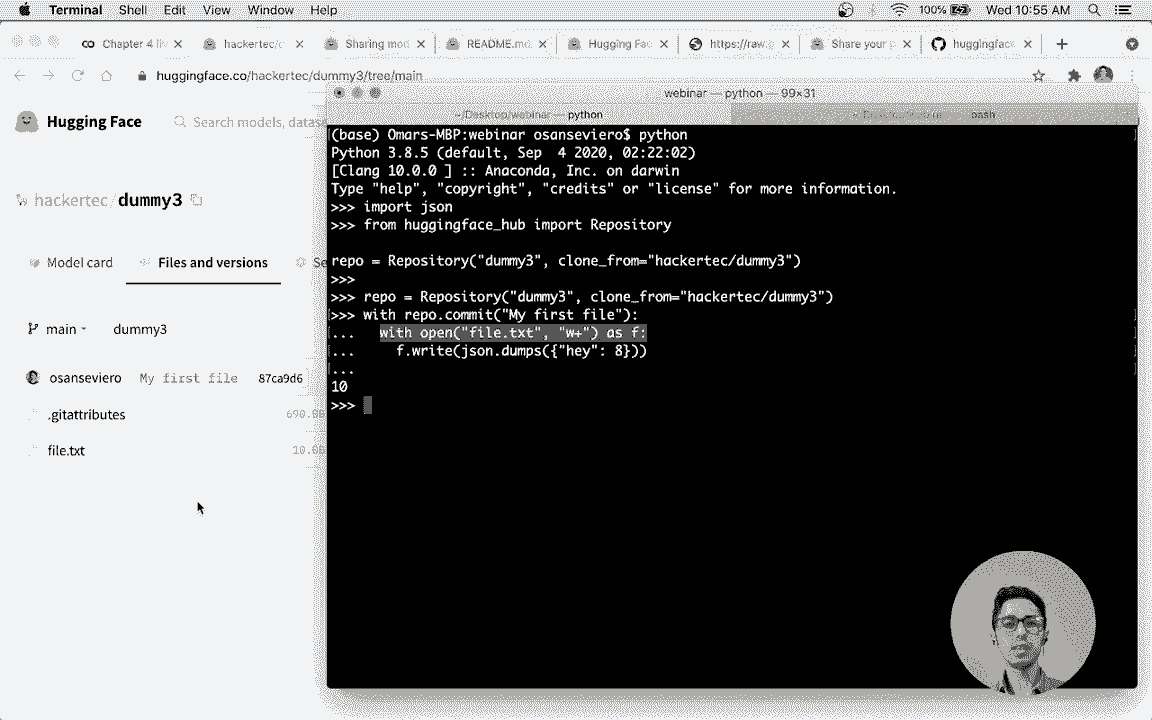 Terminal Shell Edit View Window Help 100% Wed 10:55 AM
Chapter 4 li hackertec/c Sharing mod README.md. Hugging Fac https://raw.g Share your p huggingface
huggingface.co/hackertec/dummy3/tree/main
webinar — python — 99×31
~/Desktop/webinar — python bash
Hugging Face Search models, datase
hackertec/dummy3
Model card Files and versions Se
main dummy3
osanseviero My first file 87ca9d6
.gitattributes 690.0B
file.txt 10.0B
(base) Omars-MBP:webinar osanseviero$ python
Python 3.8.5 (default, Sep 4 2020, 02:22:02)
[Clang 10.0.0 ] :: Anaconda, Inc. on darwin
Type "help", "copyright", "credits" or "license" for more information.
>>> import json
>>> from huggingface_hub import Repository
repo = Repository("dummy3", clone_from="hackertec/dummy3")
>>>
>>> repo = Repository("dummy3", clone_from="hackertec/dummy3")
>>> with repo.commit("My first file"):
... with open("file.txt", "w+") as f:
... f.write(json.dumps({"hey": 8}))
...
10
>>>